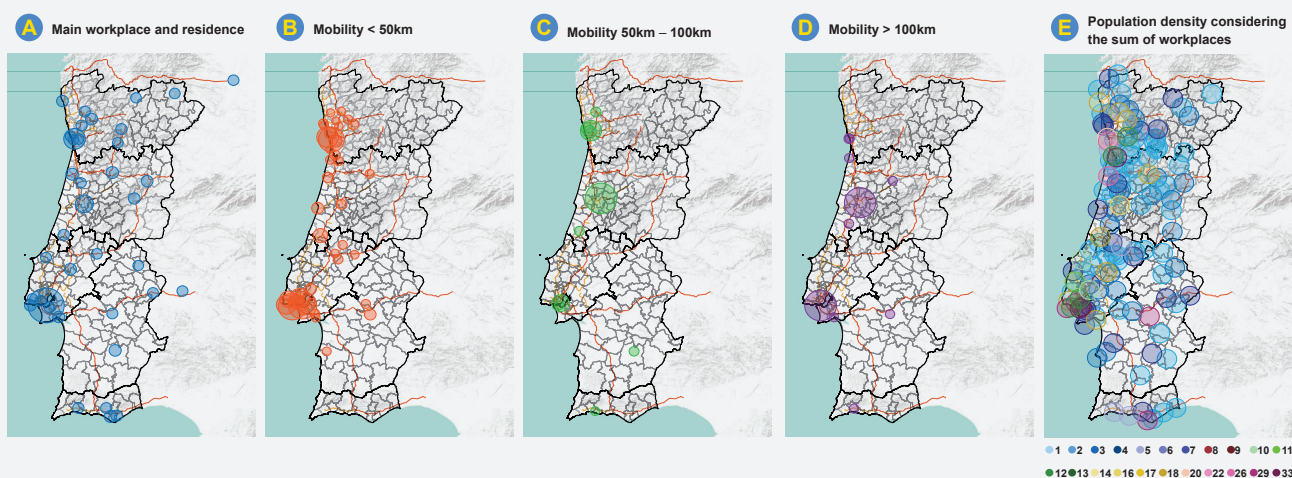 A Main workplace and residence
B Mobility < 50km
C Mobility 50km – 100km
D Mobility > 100km
E Population density considering
the sum of workplaces
1 2 3 4 5 6 7 8 9 10 11
12 13 14 16 17 18 20 22 26 29 33